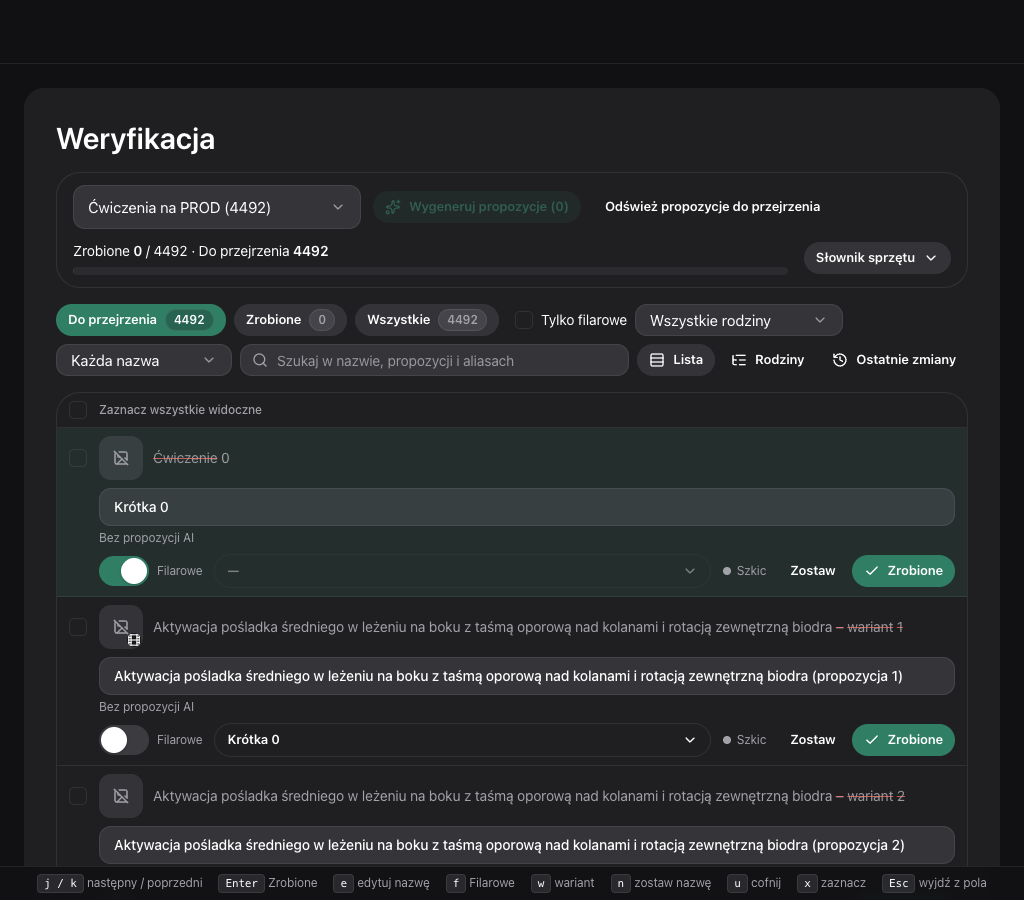 Weryfikacja
Ćwiczenia na PROD (4492)
Wygeneruj propozycje (0)
Odśwież propozycje do przejrzenia
Zrobione 0 / 4492 · Do przejrzenia 4492
Słownik sprzętu
Do przejrzenia 4492
Zrobione 0
Wszystkie 4492
Tylko filarowe
Wszystkie rodziny
Każda nazwa
Szukaj w nazwie, propozycji i aliasach
Lista
Rodziny
Ostatnie zmiany
Zaznacz wszystkie widoczne
Ćwiczenie 0
Krótka 0
Bez propozycji AI
Filarowe
—
Szkic
Zostaw
Zrobione
Aktywacja pośladka średniego w leżeniu na boku z taśmą oporową nad kolanami i rotacją zewnętrzną biodra – wariant 1
Aktywacja pośladka średniego w leżeniu na boku z taśmą oporową nad kolanami i rotacją zewnętrzną biodra (propozycja 1)
Bez propozycji AI
Filarowe
Krótka 0
Szkic
Zostaw
Zrobione
Aktywacja pośladka średniego w leżeniu na boku z taśmą oporową nad kolanami i rotacją zewnętrzną biodra – wariant 2
Aktywacja pośladka średniego w leżeniu na boku z taśmą oporową nad kolanami i rotacją zewnętrzną biodra (propozycja 2)
j / k następny / poprzedni Enter Zrobione e edytuj nazwę f Filarowe w wariant n zostaw nazwę u cofnij x zaznacz Esc wyjdź z pola